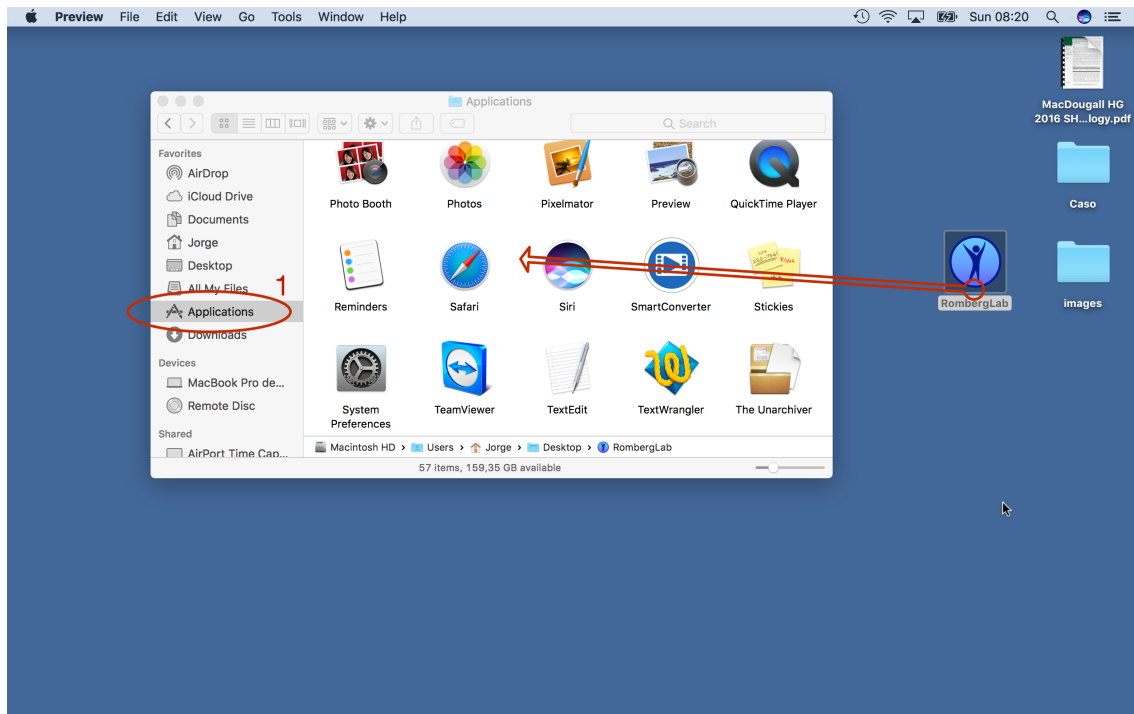 Preview File Edit View Go Tools Window Help Sun 08:20
MacDougall HG
2016 SH...logy.pdf
Caso
images
RombergLab
Applications
Search
Favorites
AirDrop
iCloud Drive
Documents
Jorge
Desktop
All My Files
1
Applications
Downloads
Devices
MacBook Pro de...
Remote Disc
Shared
AirPort Time Cap...
Photo Booth Photos Pixelmator Preview QuickTime Player
Reminders Safari Siri SmartConverter Stickies
System
Preferences TeamViewer TextEdit TextWrangler The Unarchiver
Macintosh HD › Users › Jorge › Desktop › RombergLab
57 items, 159,35 GB available